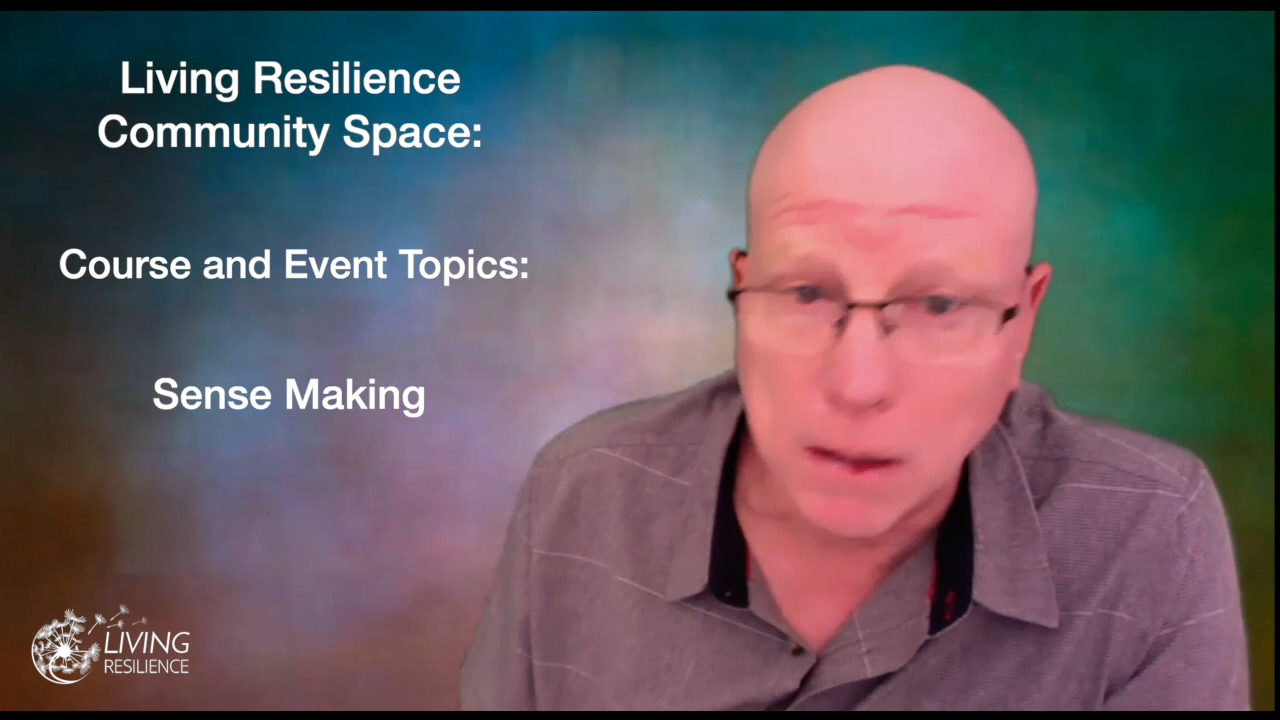 Living Resilience
Community Space:
Course and Event Topics:
Sense Making
LIVING
RESILIENCE